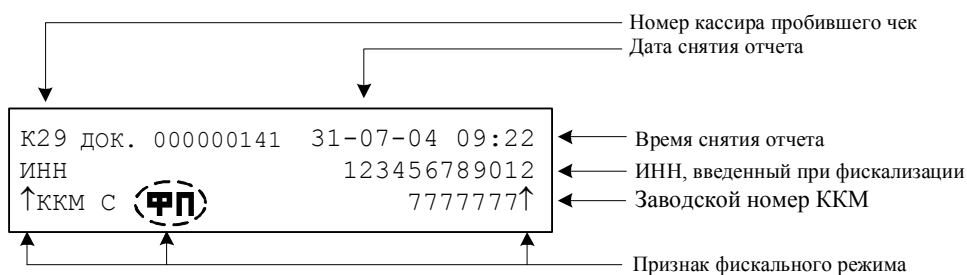 Номер кассира пробившего чек
Дата снятия отчета
К29 док. 000000141 31-07-04 09:22
Время снятия отчета
ИНН 123456789012
ИНН, введенный при фискализации
↑ККМ С ФП 7777777↑
Заводской номер ККМ
Признак фискального режима